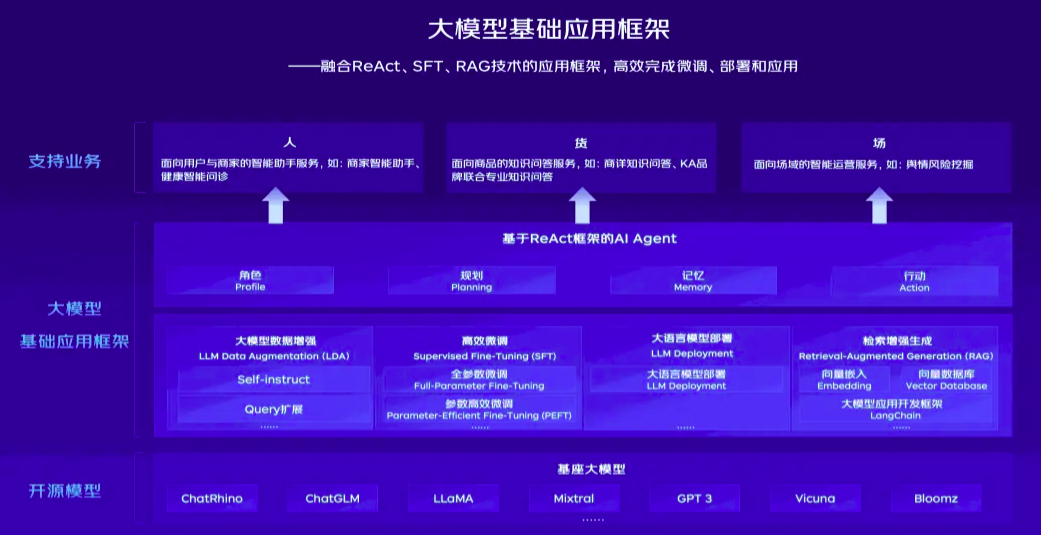 大模型基础应用框架
——融合ReAct、SFT、RAG技术的应用框架，高效完成微调、部署和应用
支持业务
人
面向用户与商家的智能助手服务，如：商家智能助手、
健康智能问诊
货
面向商品的知识问答服务，如：商详知识问答、KA品
牌联合专业知识问答
场
面向场域的智能运营服务，如：舆情风险挖掘
大模型
基础应用框架
基于ReAct框架的AI Agent
角色
Profile
规划
Planning
记忆
Memory
行动
Action
大模型数据增强
LLM Data Augmentation (LDA)
Self-instruct
Query扩展
......
高效微调
Supervised Fine-Tuning (SFT)
全参数微调
Full-Parameter Fine-Tuning
参数高效微调
Parameter-Efficient Fine-Tuning (PEFT)
......
大语言模型部署
LLM Deployment
大语言模型部署
LLM Deployment
......
检索增强生成
Retrieval-Augmented Generation (RAG)
向量嵌入
Embedding
向量数据库
Vector Database
大模型应用开发框架
LangChain
......
开源模型
基座大模型
ChatRhino
ChatGLM
LLaMA
Mixtral
GPT 3
Vicuna
Bloomz
......